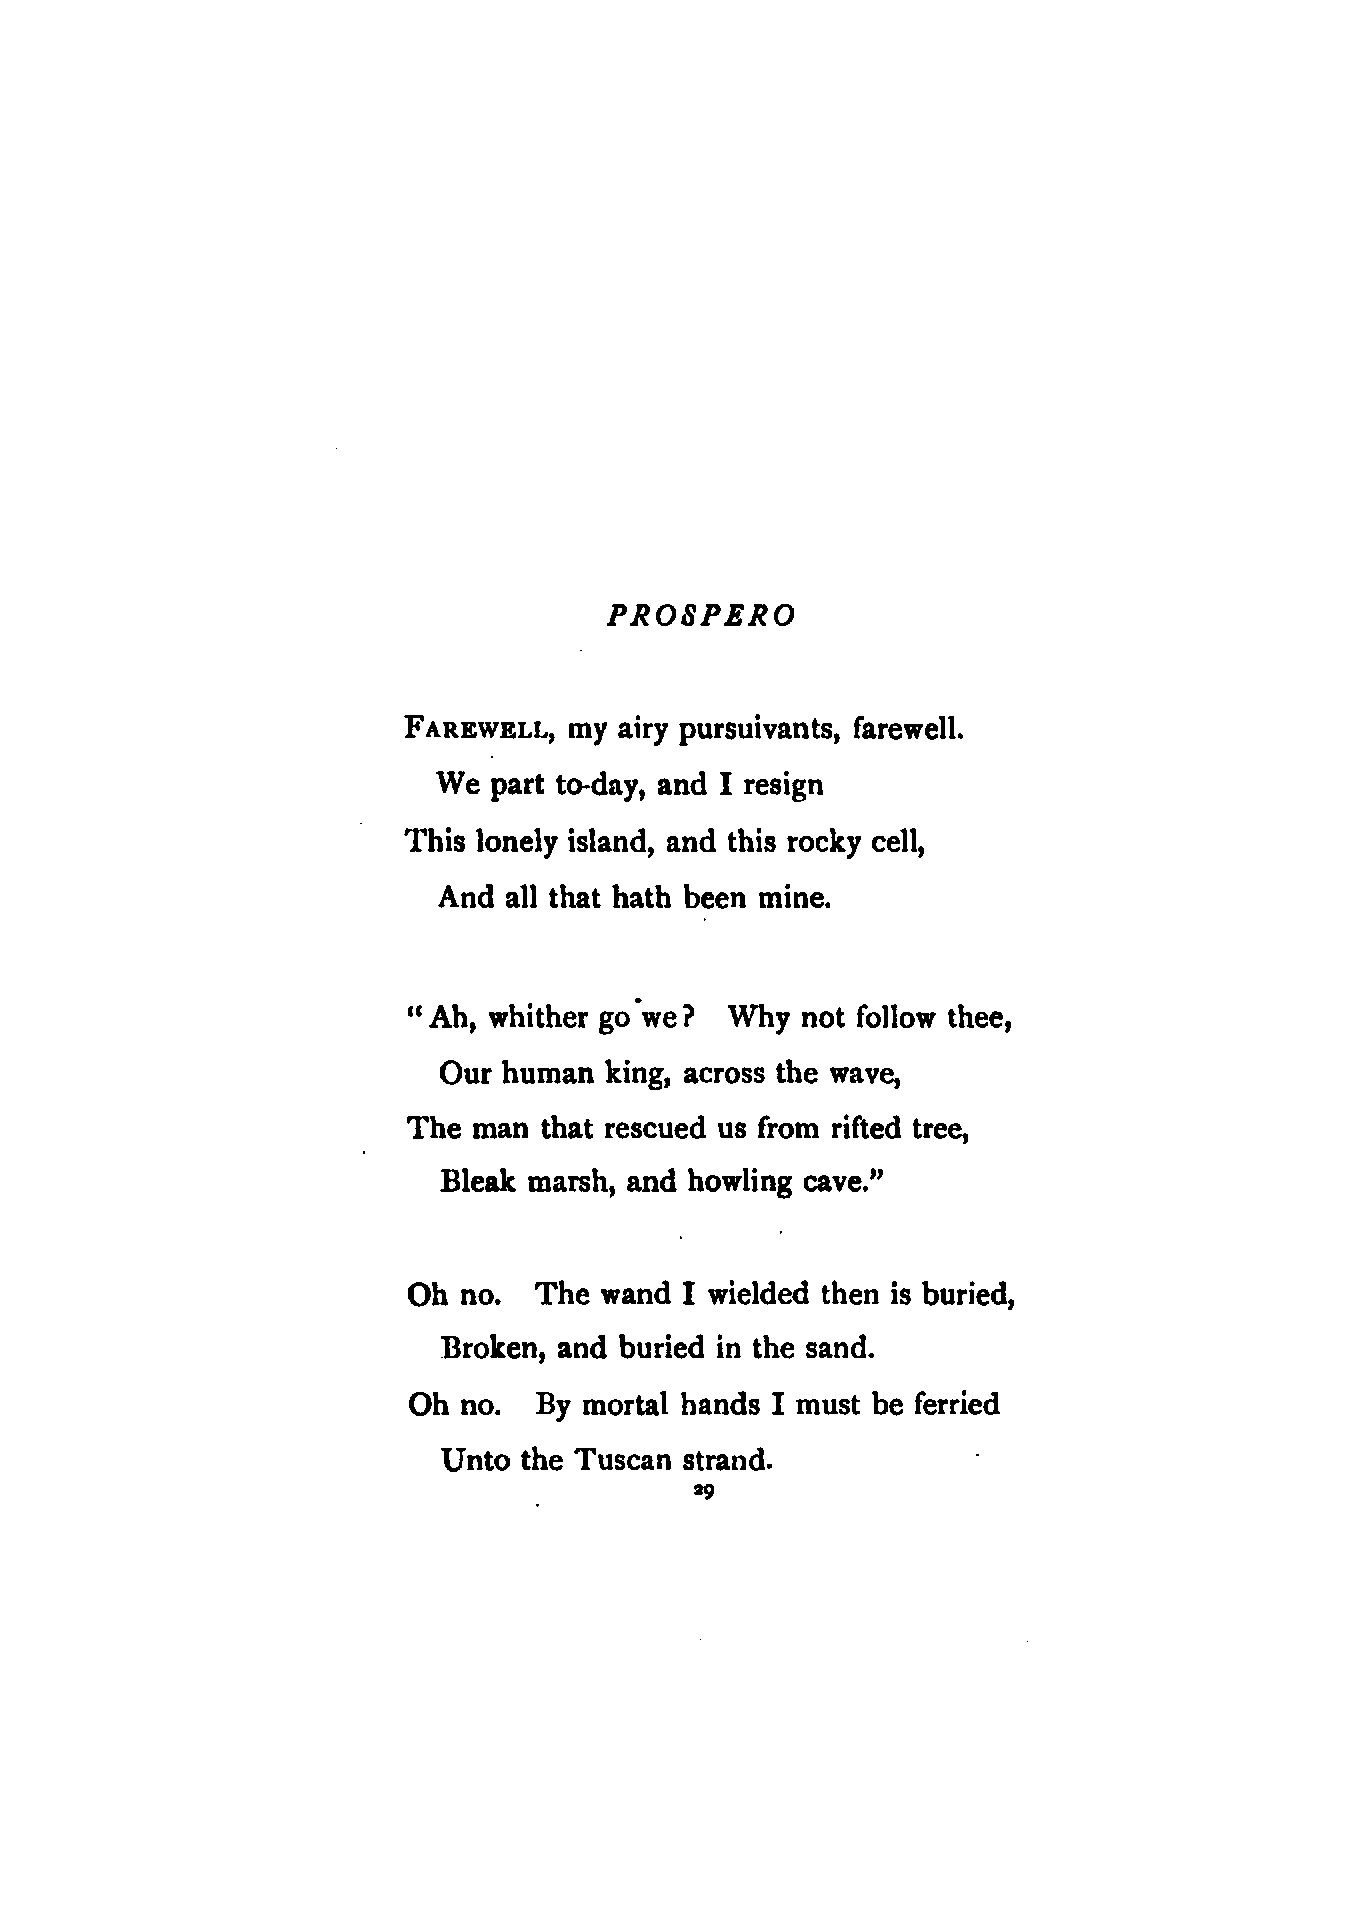 PROSPERO
FAREWELL, my airy pursuivants, farewell.
We part to-day, and I resign
This lonely island, and this rocky cell,
And all that hath been mine.
"Ah, whither go we? Why not follow thee,
Our human king, across the wave,
The man that rescued us from rifted tree,
Bleak marsh, and howling cave."
Oh no. The wand I wielded then is buried,
Broken, and buried in the sand.
Oh no. By mortal hands I must be ferried
Unto the Tuscan strand.
29